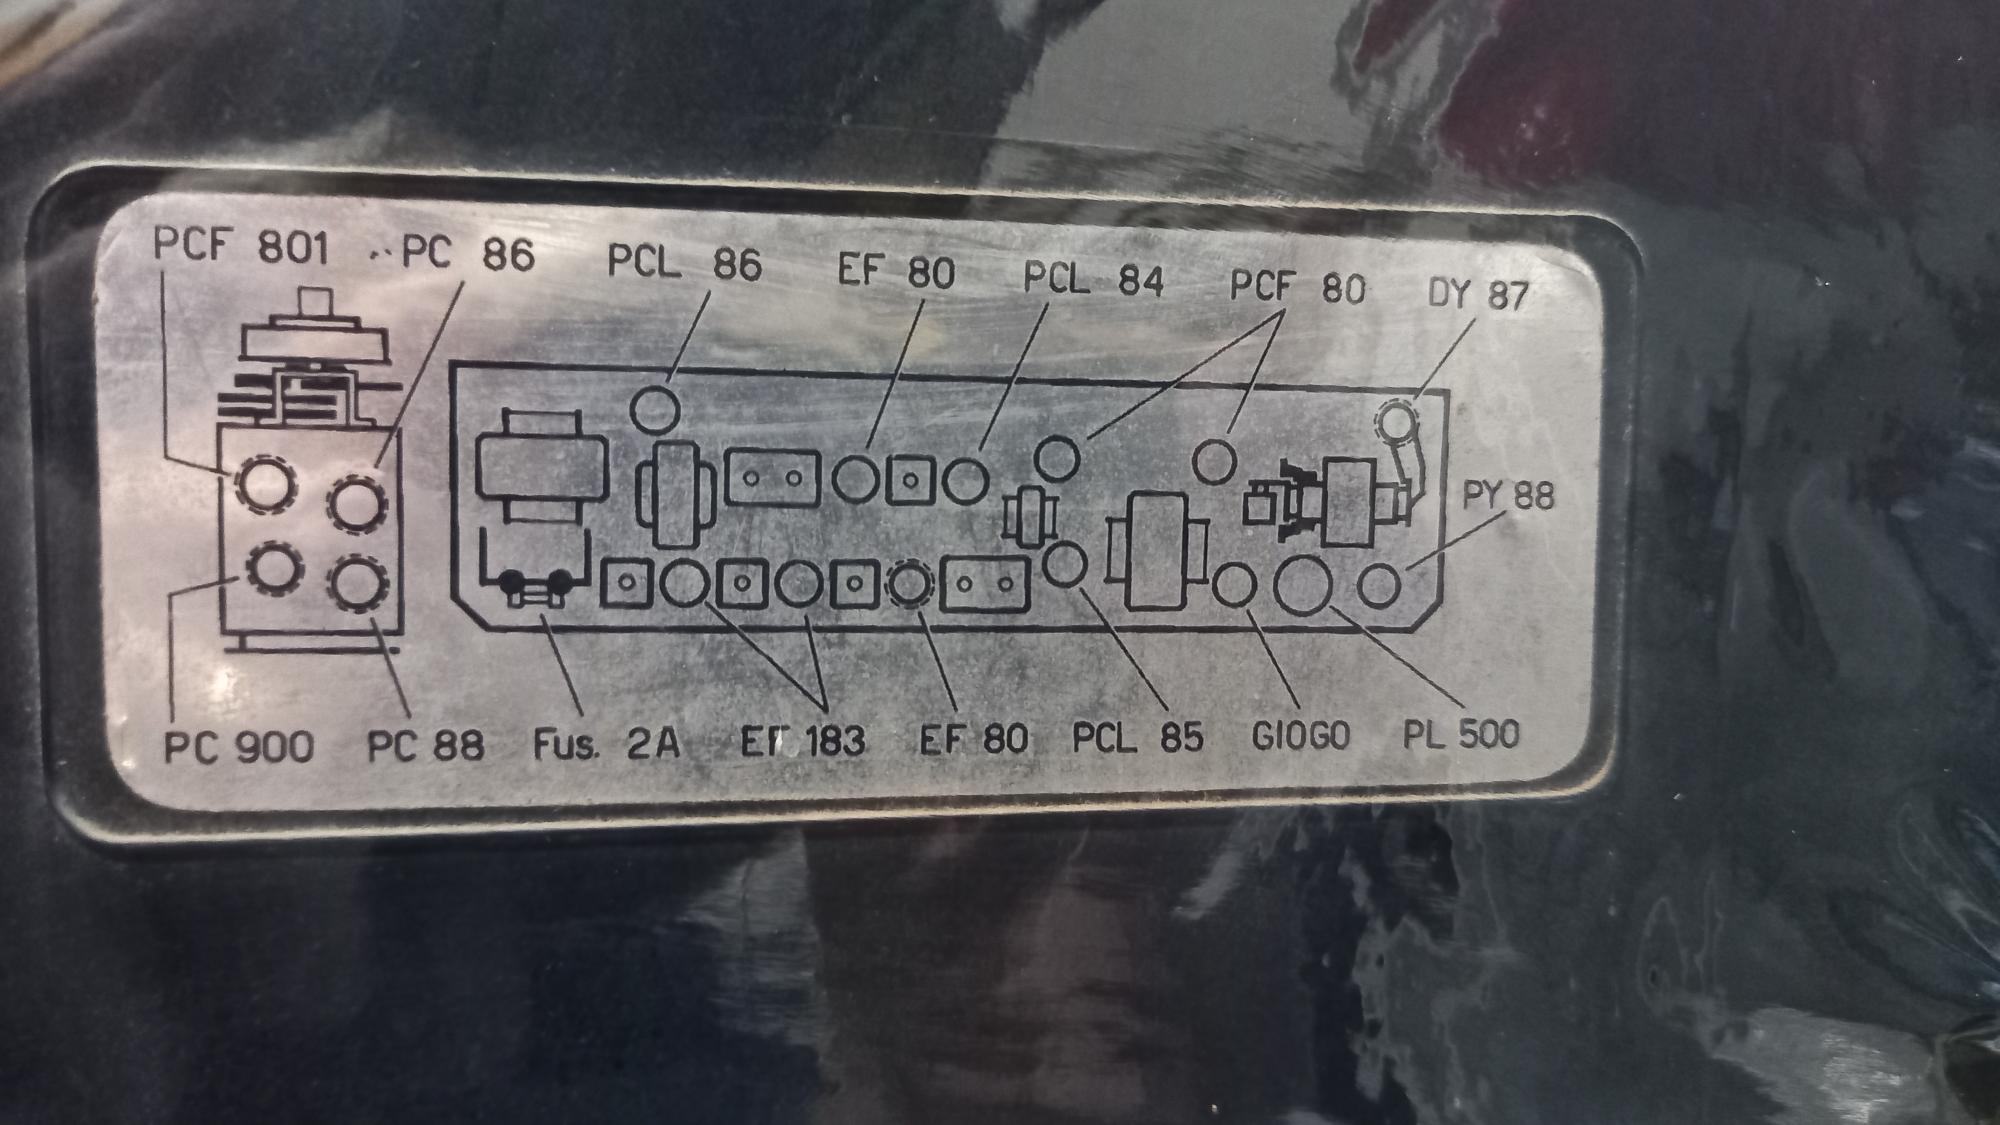 PCF 801 PC 86 PCL 86 EF 80 PCL 84 PCF 80 DY 87
PY 88
PC 900 PC 88 Fus. 2A EF 183 EF 80 PCL 85 GIOGO PL 500